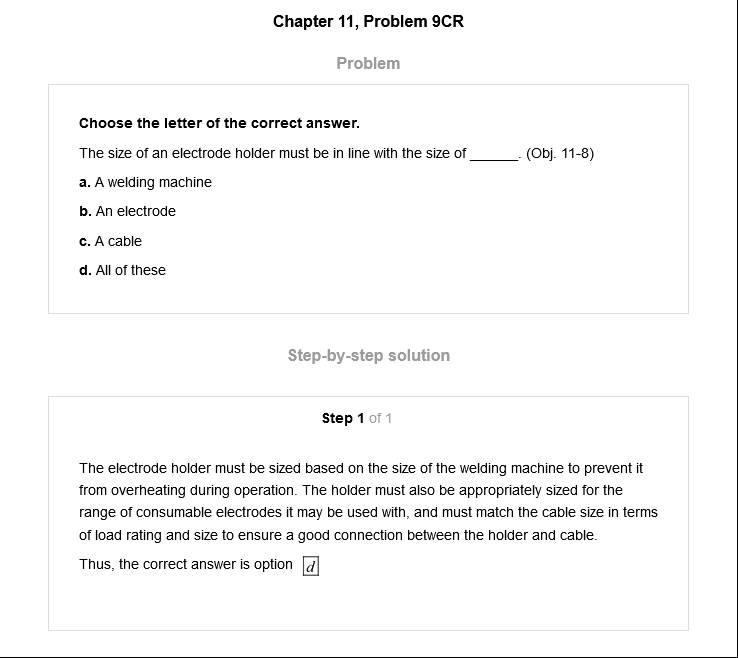 Chapter 11, Problem 9CR
Problem
Choose the letter of the correct answer.
The size of an electrode holder must be in line with the size of ______. (Obj. 11-8)
a. A welding machine
b. An electrode
c. A cable
d. All of these
Step-by-step solution
Step 1 of 1
The electrode holder must be sized based on the size of the welding machine to prevent it
from overheating during operation. The holder must also be appropriately sized for the
range of consumable electrodes it may be used with, and must match the cable size in terms
of load rating and size to ensure a good connection between the holder and cable.
Thus, the correct answer is option d